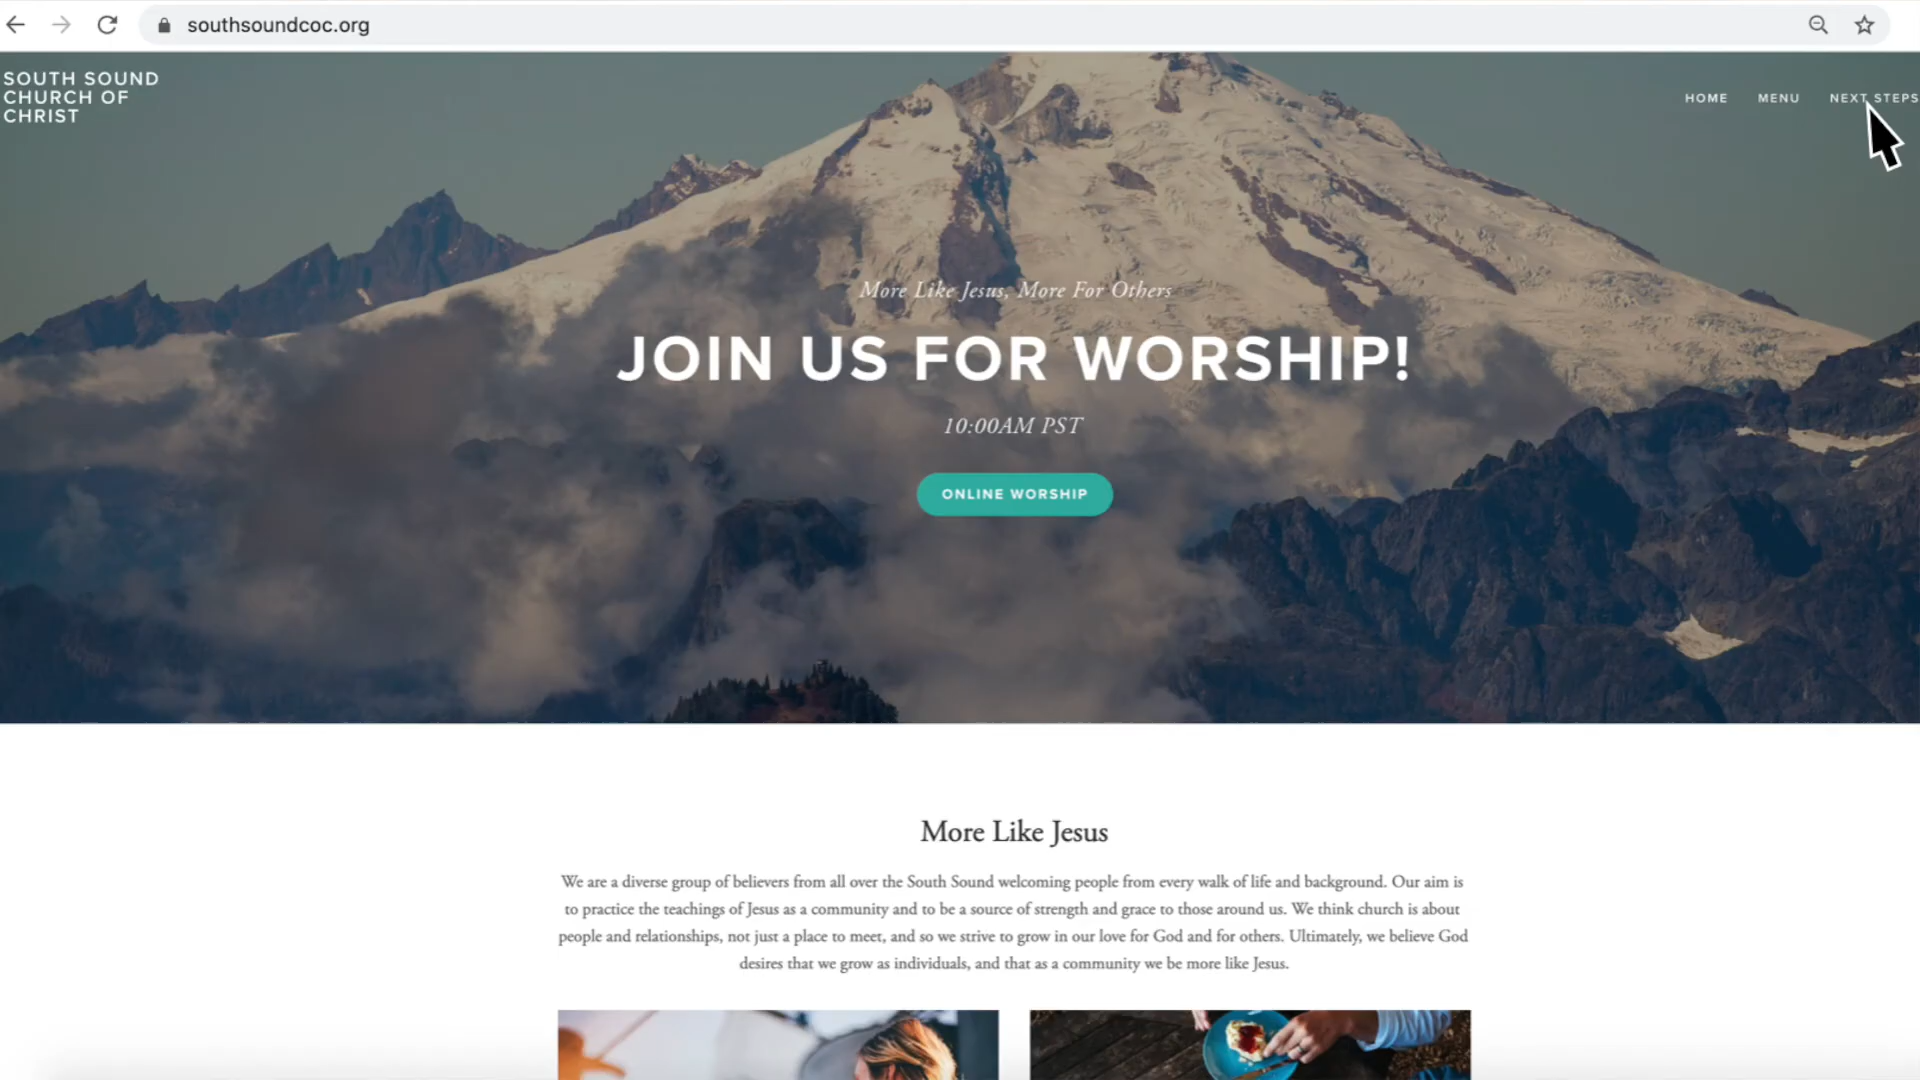 southsoundcoc.org
SOUTH SOUND
CHURCH OF
CHRIST
HOME MENU NEXT STEPS
More Like Jesus, More For Others
JOIN US FOR WORSHIP!
10:00AM PST
ONLINE WORSHIP
More Like Jesus
We are a diverse group of believers from all over the South Sound welcoming people from every walk of life and background. Our aim is
to practice the teachings of Jesus as a community and to be a source of strength and grace to those around us. We think church is about
people and relationships, not just a place to meet, and so we strive to grow in our love for God and for others. Ultimately, we believe God
desires that we grow as individuals, and that as a community we be more like Jesus.